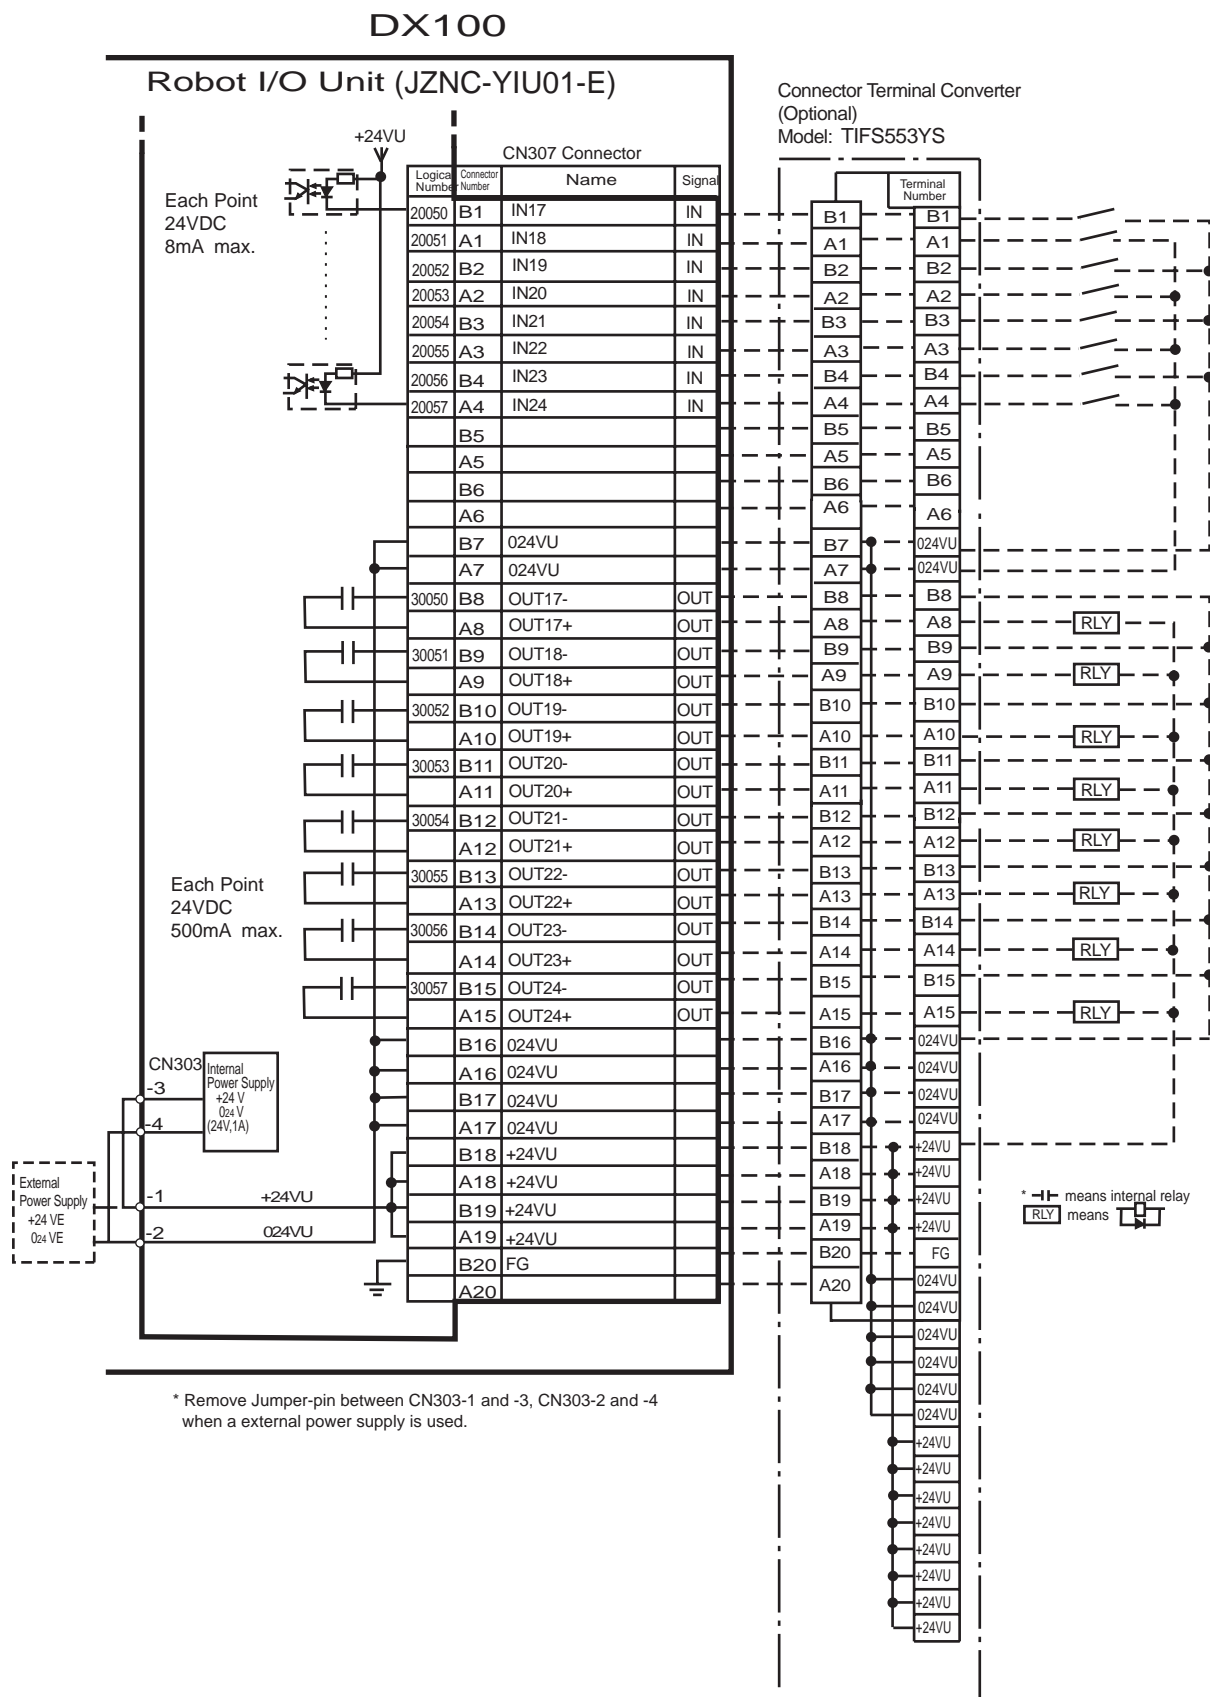 DX100
Robot I/O Unit (JZNC-YIU01-E)
Connector Terminal Converter
(Optional)
Model: TIFS553YS
+24VU
CN307 Connector
Each Point
24VDC
8mA max.
Logical Number Connector Number Name Signal
20050 B1 IN17 IN
20051 A1 IN18 IN
20052 B2 IN19 IN
20053 A2 IN20 IN
20054 B3 IN21 IN
20055 A3 IN22 IN
20056 B4 IN23 IN
20057 A4 IN24 IN
B5
A5
B6
A6
B7 024VU
A7 024VU
30050 B8 OUT17- OUT
A8 OUT17+ OUT
30051 B9 OUT18- OUT
A9 OUT18+ OUT
30052 B10 OUT19- OUT
A10 OUT19+ OUT
30053 B11 OUT20- OUT
A11 OUT20+ OUT
30054 B12 OUT21- OUT
A12 OUT21+ OUT
30055 B13 OUT22- OUT
A13 OUT22+ OUT
30056 B14 OUT23- OUT
A14 OUT23+ OUT
30057 B15 OUT24- OUT
A15 OUT24+ OUT
B16 024VU
A16 024VU
B17 024VU
A17 024VU
B18 +24VU
A18 +24VU
B19 +24VU
A19 +24VU
B20 FG
A20
Each Point
24VDC
500mA max.
CN303
-3
-4
-1
-2
Internal
Power Supply
+24 V
024 V
(24V,1A)
External
Power Supply
+24 VE
024 VE
+24VU
024VU
Terminal
Number
B1 B1
A1 A1
B2 B2
A2 A2
B3 B3
A3 A3
B4 B4
A4 A4
B5 B5
A5 A5
B6 B6
A6 A6
B7 024VU
A7 024VU
B8 B8
A8 A8 RLY
B9 B9
A9 A9 RLY
B10 B10
A10 A10 RLY
B11 B11
A11 A11 RLY
B12 B12
A12 A12 RLY
B13 B13
A13 A13 RLY
B14 B14
A14 A14 RLY
B15 B15
A15 A15 RLY
B16 024VU
A16 024VU
B17 024VU
A17 024VU
B18 +24VU
A18 +24VU
B19 +24VU
A19 +24VU
B20 FG
A20 024VU
024VU
024VU
024VU
024VU
024VU
+24VU
+24VU
+24VU
+24VU
+24VU
+24VU
+24VU
+24VU
* means internal relay
RLY means
* Remove Jumper-pin between CN303-1 and -3, CN303-2 and -4
when a external power supply is used.